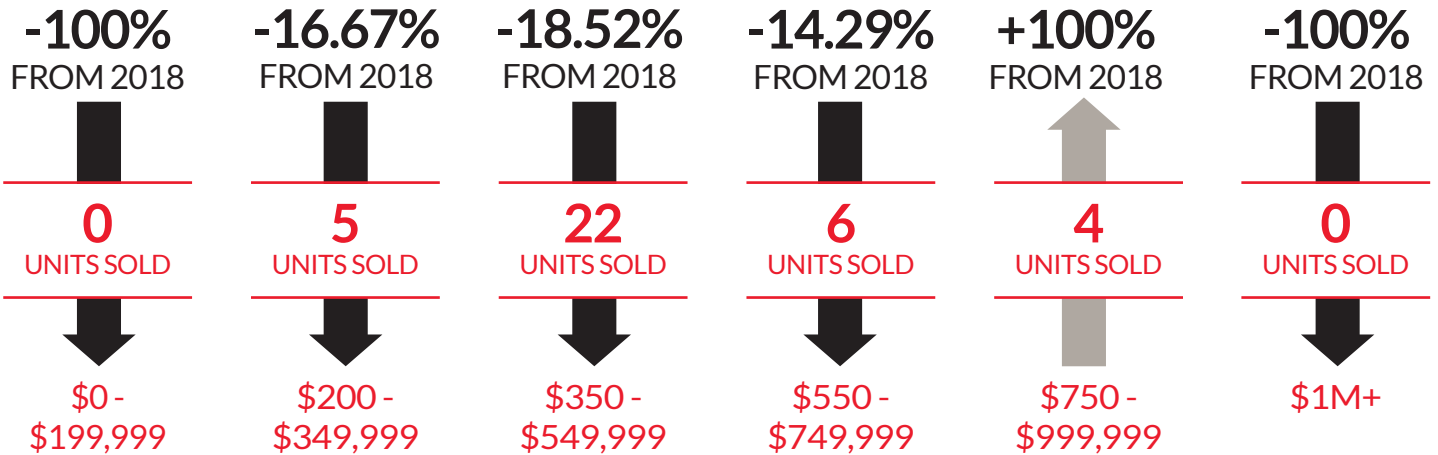 -100%
FROM 2018
0
UNITS SOLD
$0 -
$199,999
-16.67%
FROM 2018
5
UNITS SOLD
$200 -
$349,999
-18.52%
FROM 2018
22
UNITS SOLD
$350 -
$549,999
-14.29%
FROM 2018
6
UNITS SOLD
$550 -
$749,999
+100%
FROM 2018
4
UNITS SOLD
$750 -
$999,999
-100%
FROM 2018
0
UNITS SOLD
$1M+